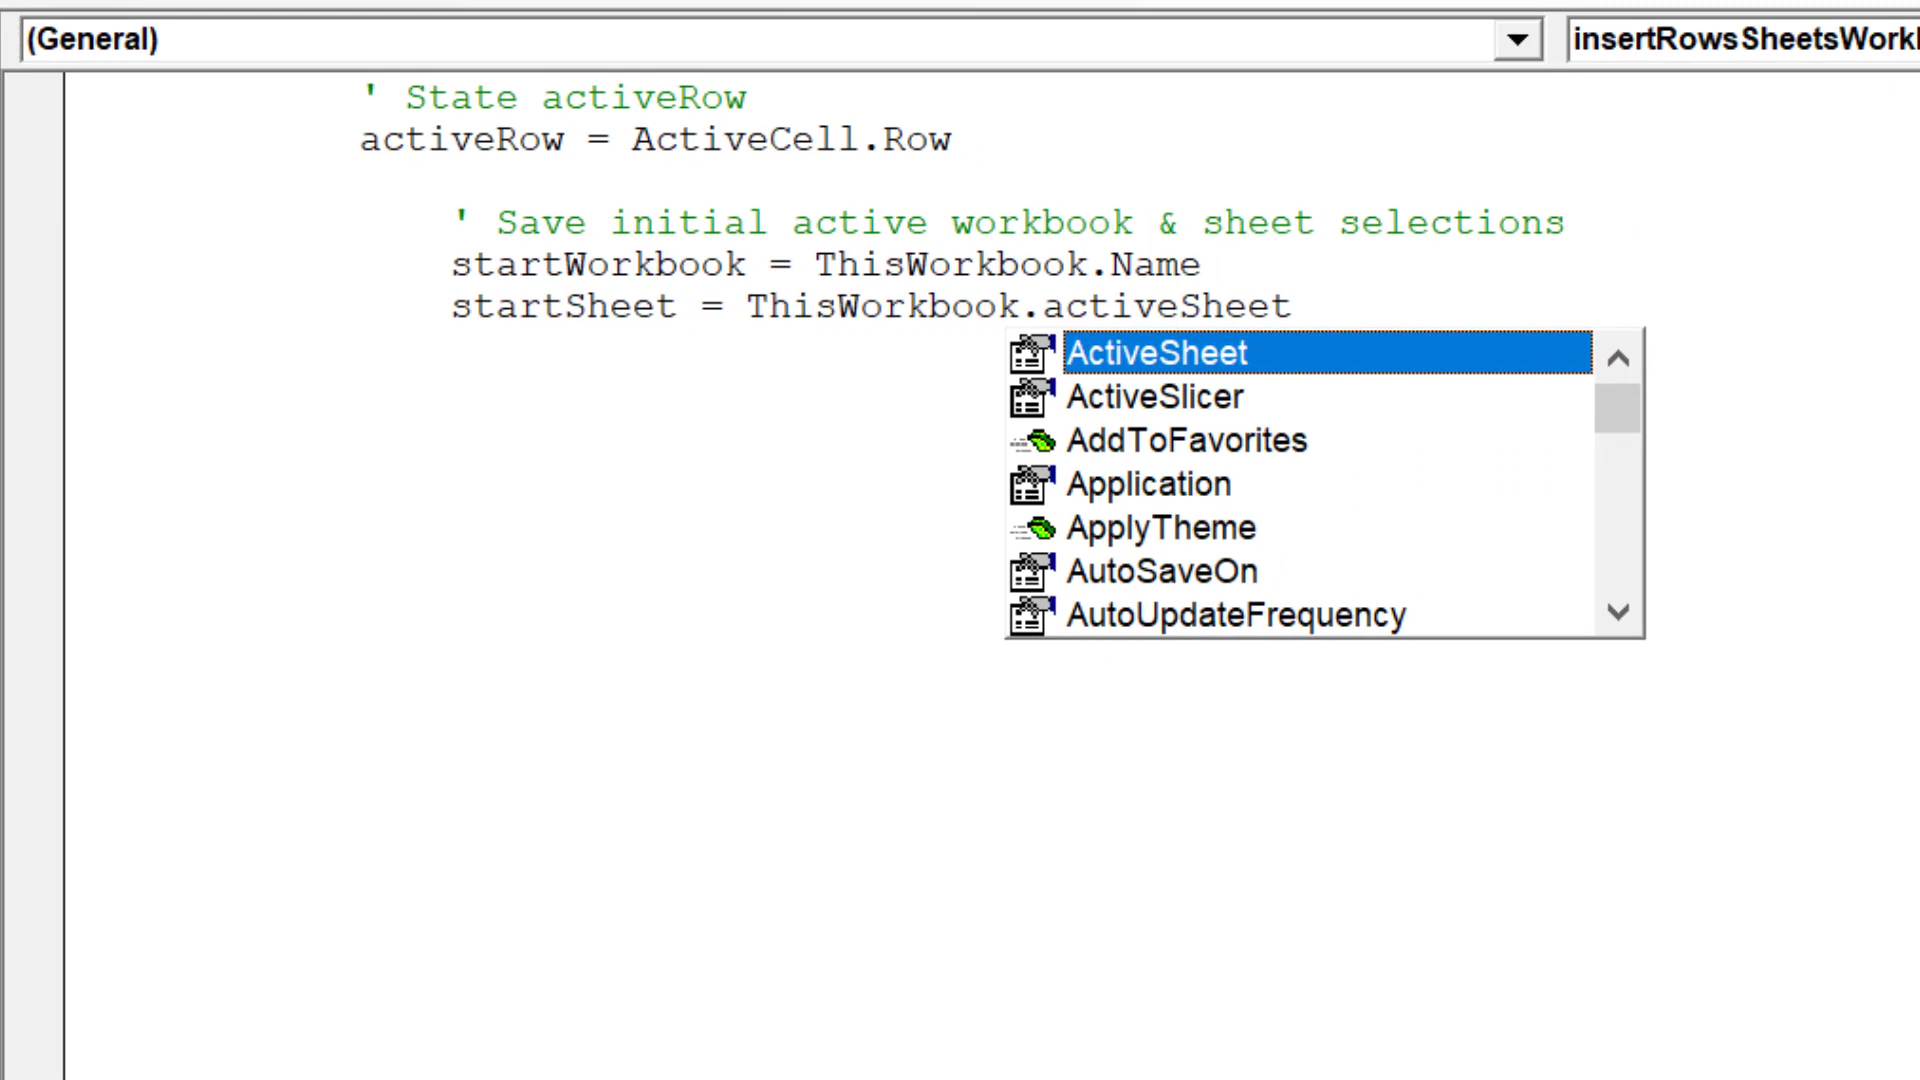 (General)
insertRowsSheetsWork
' State activeRow
activeRow = ActiveCell.Row
' Save initial active workbook & sheet selections
startWorkbook = ThisWorkbook.Name
startSheet = ThisWorkbook.activeSheet
ActiveSheet
ActiveSlicer
AddToFavorites
Application
ApplyTheme
AutoSaveOn
AutoUpdateFrequency